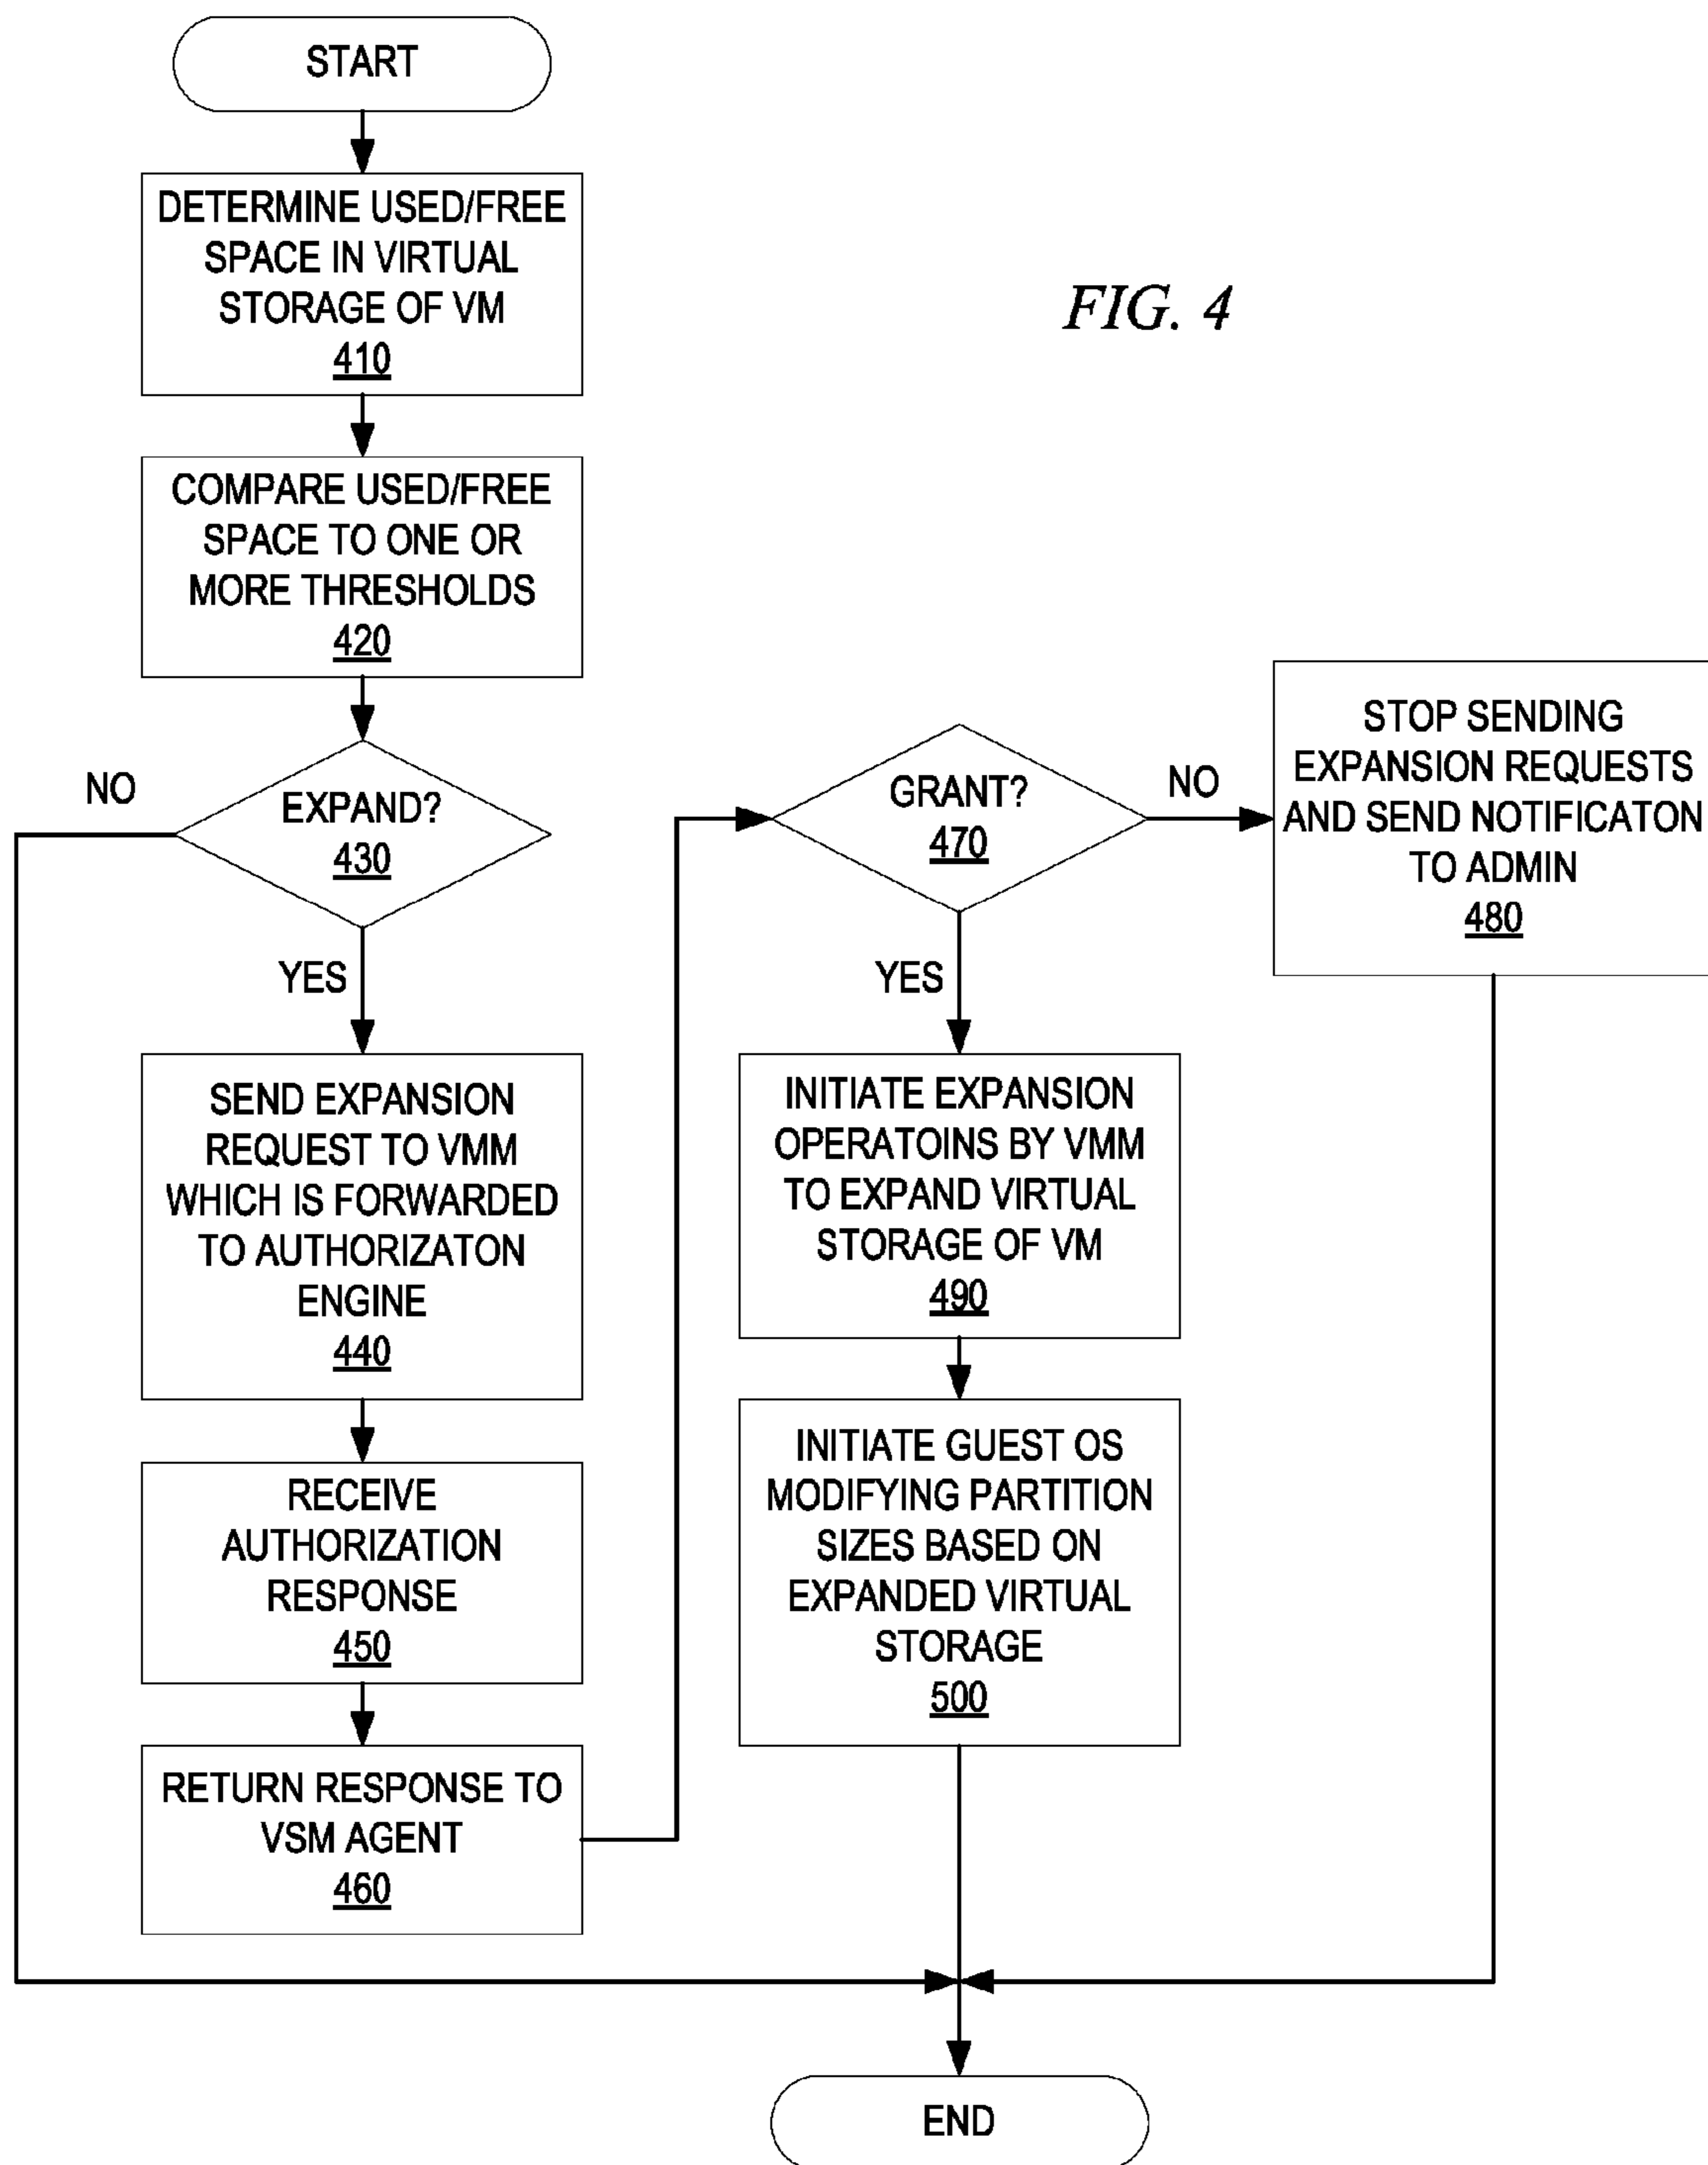 START
DETERMINE USED/FREE
SPACE IN VIRTUAL
STORAGE OF VM
410
FIG. 4
COMPARE USED/FREE
SPACE TO ONE OR
MORE THRESHOLDS
420
NO
EXPAND?
430
YES
SEND EXPANSION
REQUEST TO VMM
WHICH IS FORWARDED
TO AUTHORIZATON
ENGINE
440
RECEIVE
AUTHORIZATION
RESPONSE
450
RETURN RESPONSE TO
VSM AGENT
460
GRANT?
470
NO
STOP SENDING
EXPANSION REQUESTS
AND SEND NOTIFICATON
TO ADMIN
480
YES
INITIATE EXPANSION
OPERATOINS BY VMM
TO EXPAND VIRTUAL
STORAGE OF VM
490
INITIATE GUEST OS
MODIFYING PARTITION
SIZES BASED ON
EXPANDED VIRTUAL
STORAGE
500
END